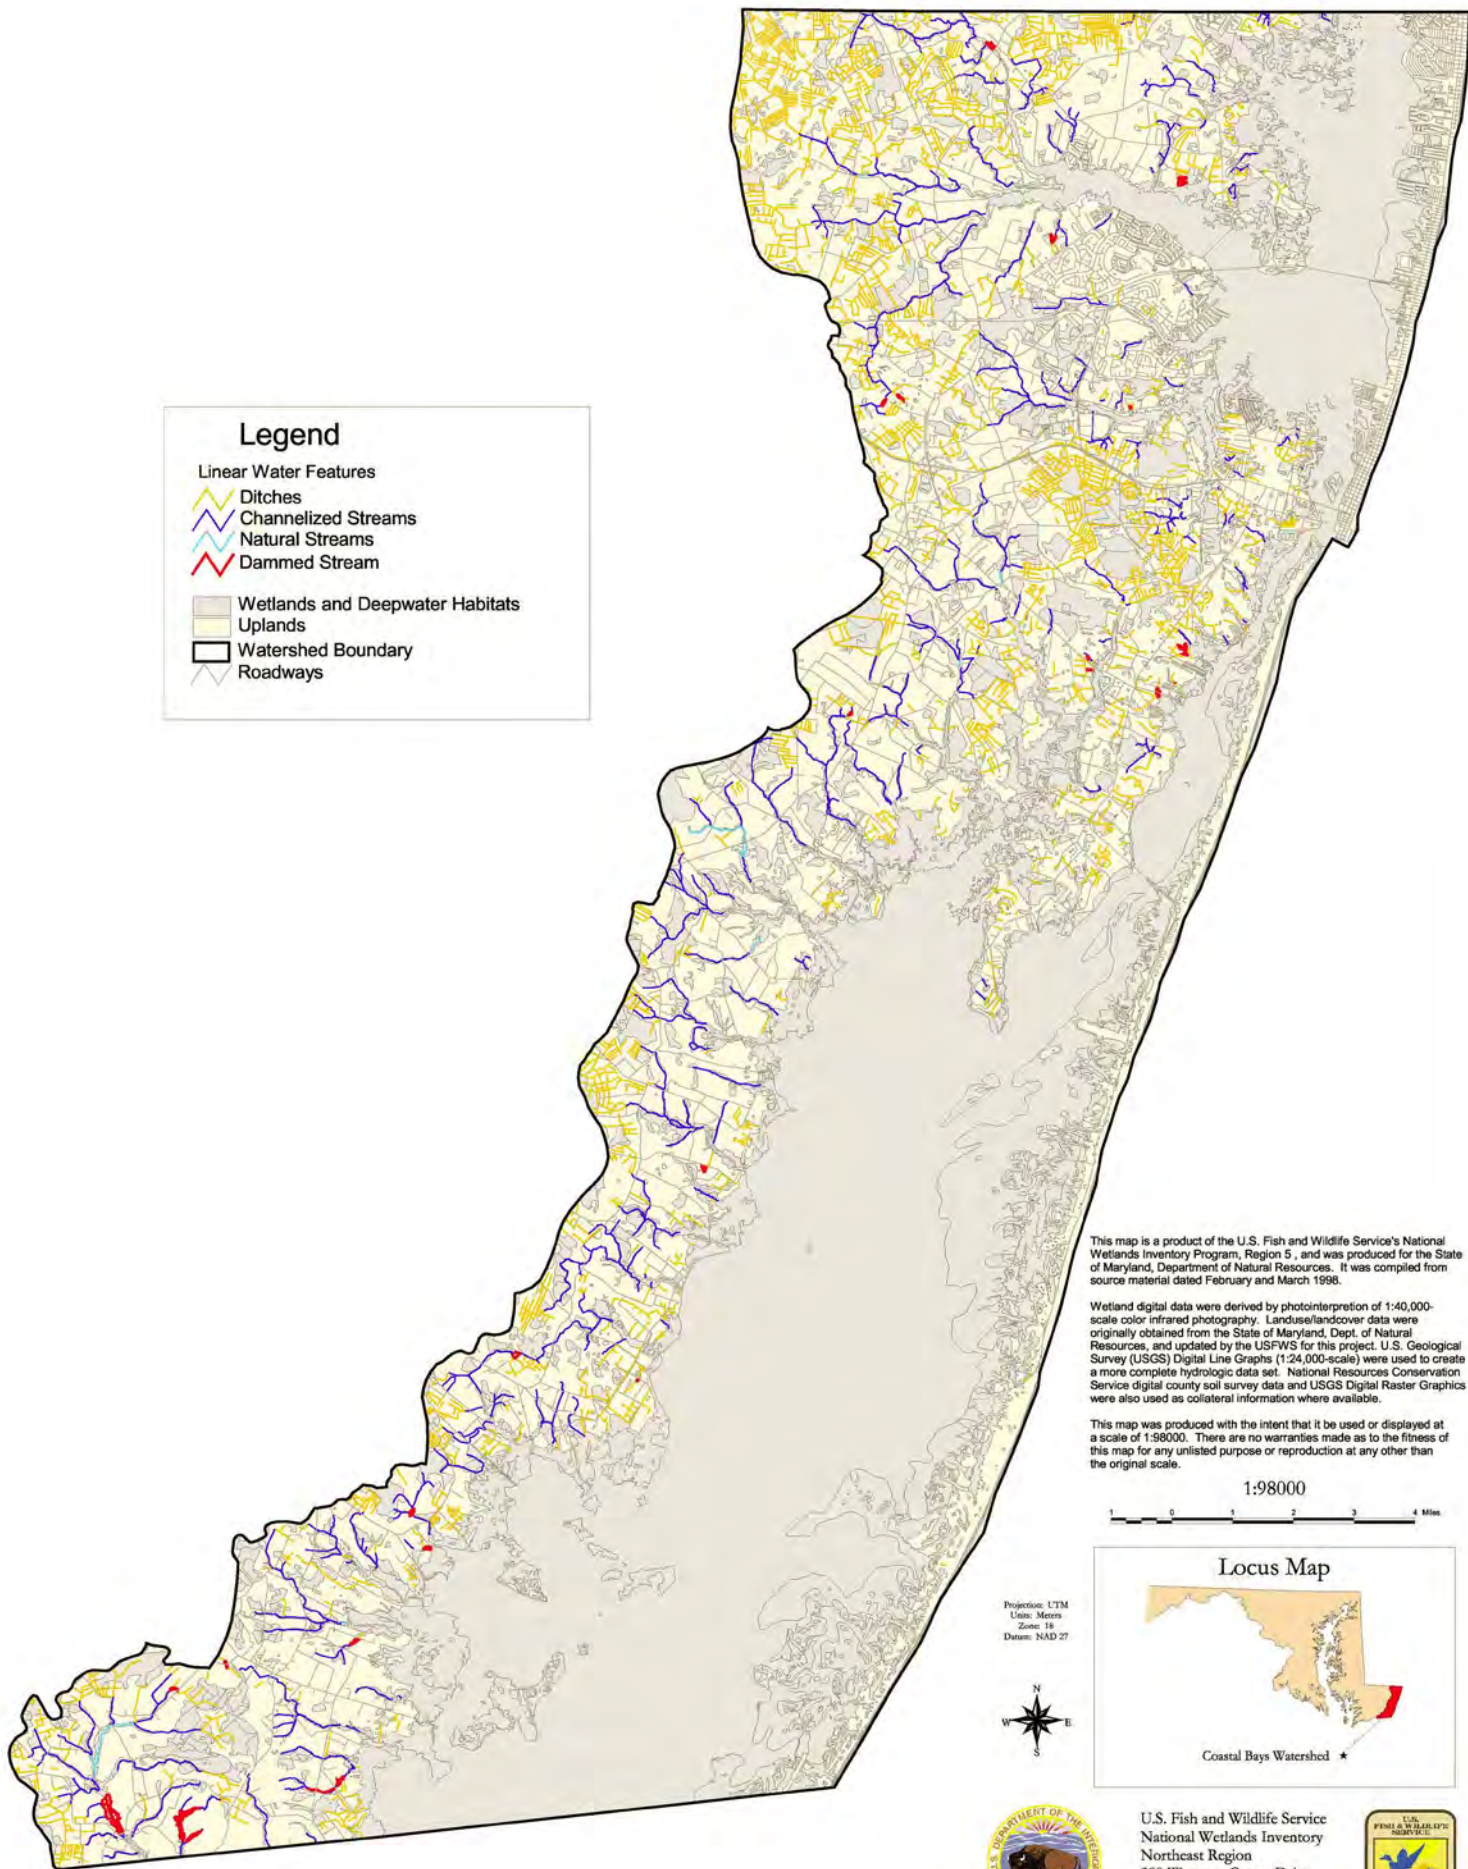 Legend
Linear Water Features
Ditches
Channelized Streams
Natural Streams
Dammed Stream
Wetlands and Deepwater Habitats
Uplands
Watershed Boundary
Roadways
This map is a product of the U.S. Fish and Wildlife Service's National
Wetlands Inventory Program, Region 5 , and was produced for the State
of Maryland, Department of Natural Resources. It was compiled from
source material dated February and March 1998.
Wetland digital data were derived by photointerpretion of 1:40,000-
scale color infrared photography. Landuse/landcover data were
originally obtained from the State of Maryland, Dept. of Natural
Resources, and updated by the USFWS for this project. U.S. Geological
Survey (USGS) Digital Line Graphs (1:24,000-scale) were used to create
a more complete hydrologic data set. National Resources Conservation
Service digital county soil survey data and USGS Digital Raster Graphics
were also used as collateral information where available.
This map was produced with the intent that it be used or displayed at
a scale of 1:98000. There are no warranties made as to the fitness of
this map for any unlisted purpose or reproduction at any other than
the original scale.
1:98000
1 0 1 2 3 4 Miles
Locus Map
Coastal Bays Watershed
Projection: UTM
Units: Meters
Zone: 18
Datum: NAD 27
N
W E
S
U.S. DEPARTMENT OF THE INTERIOR
U.S. Fish and Wildlife Service
National Wetlands Inventory
Northeast Region
U.S.
FISH & WILDLIFE
SERVICE